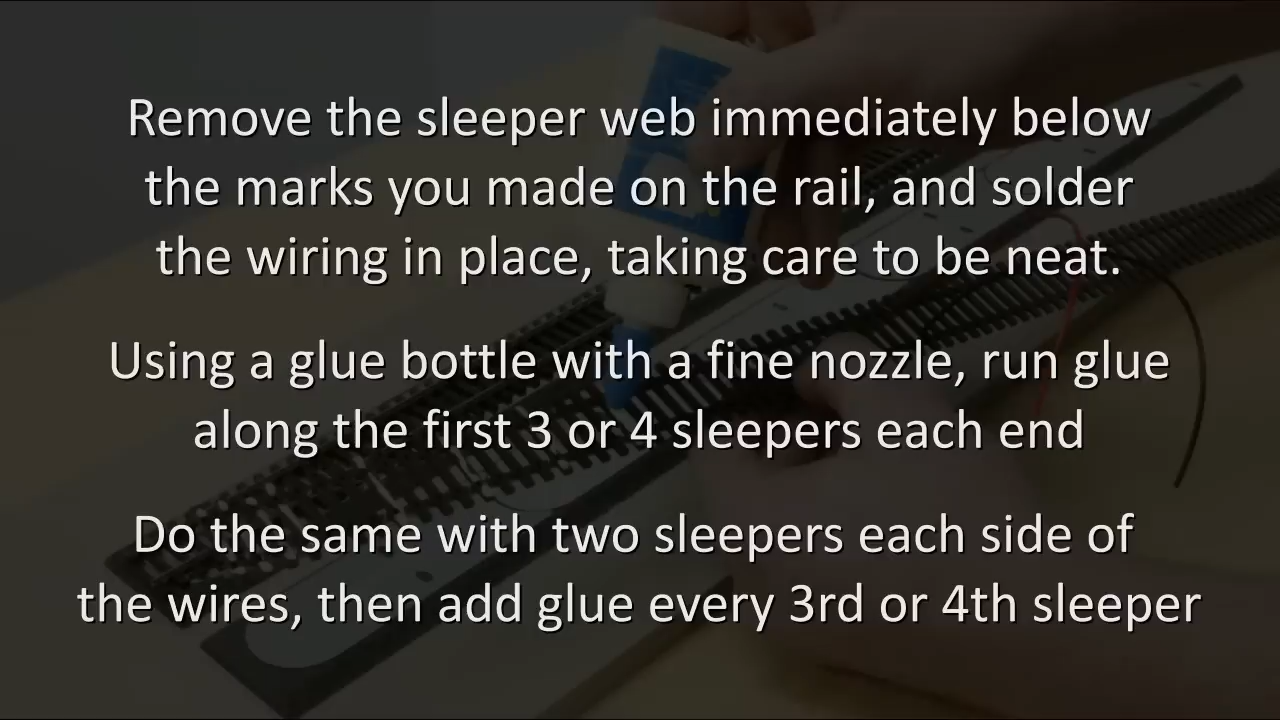 Remove the sleeper web immediately below
the marks you made on the rail, and solder
the wiring in place, taking care to be neat.
Using a glue bottle with a fine nozzle, run glue
along the first 3 or 4 sleepers each end
Do the same with two sleepers each side of
the wires, then add glue every 3rd or 4th sleeper